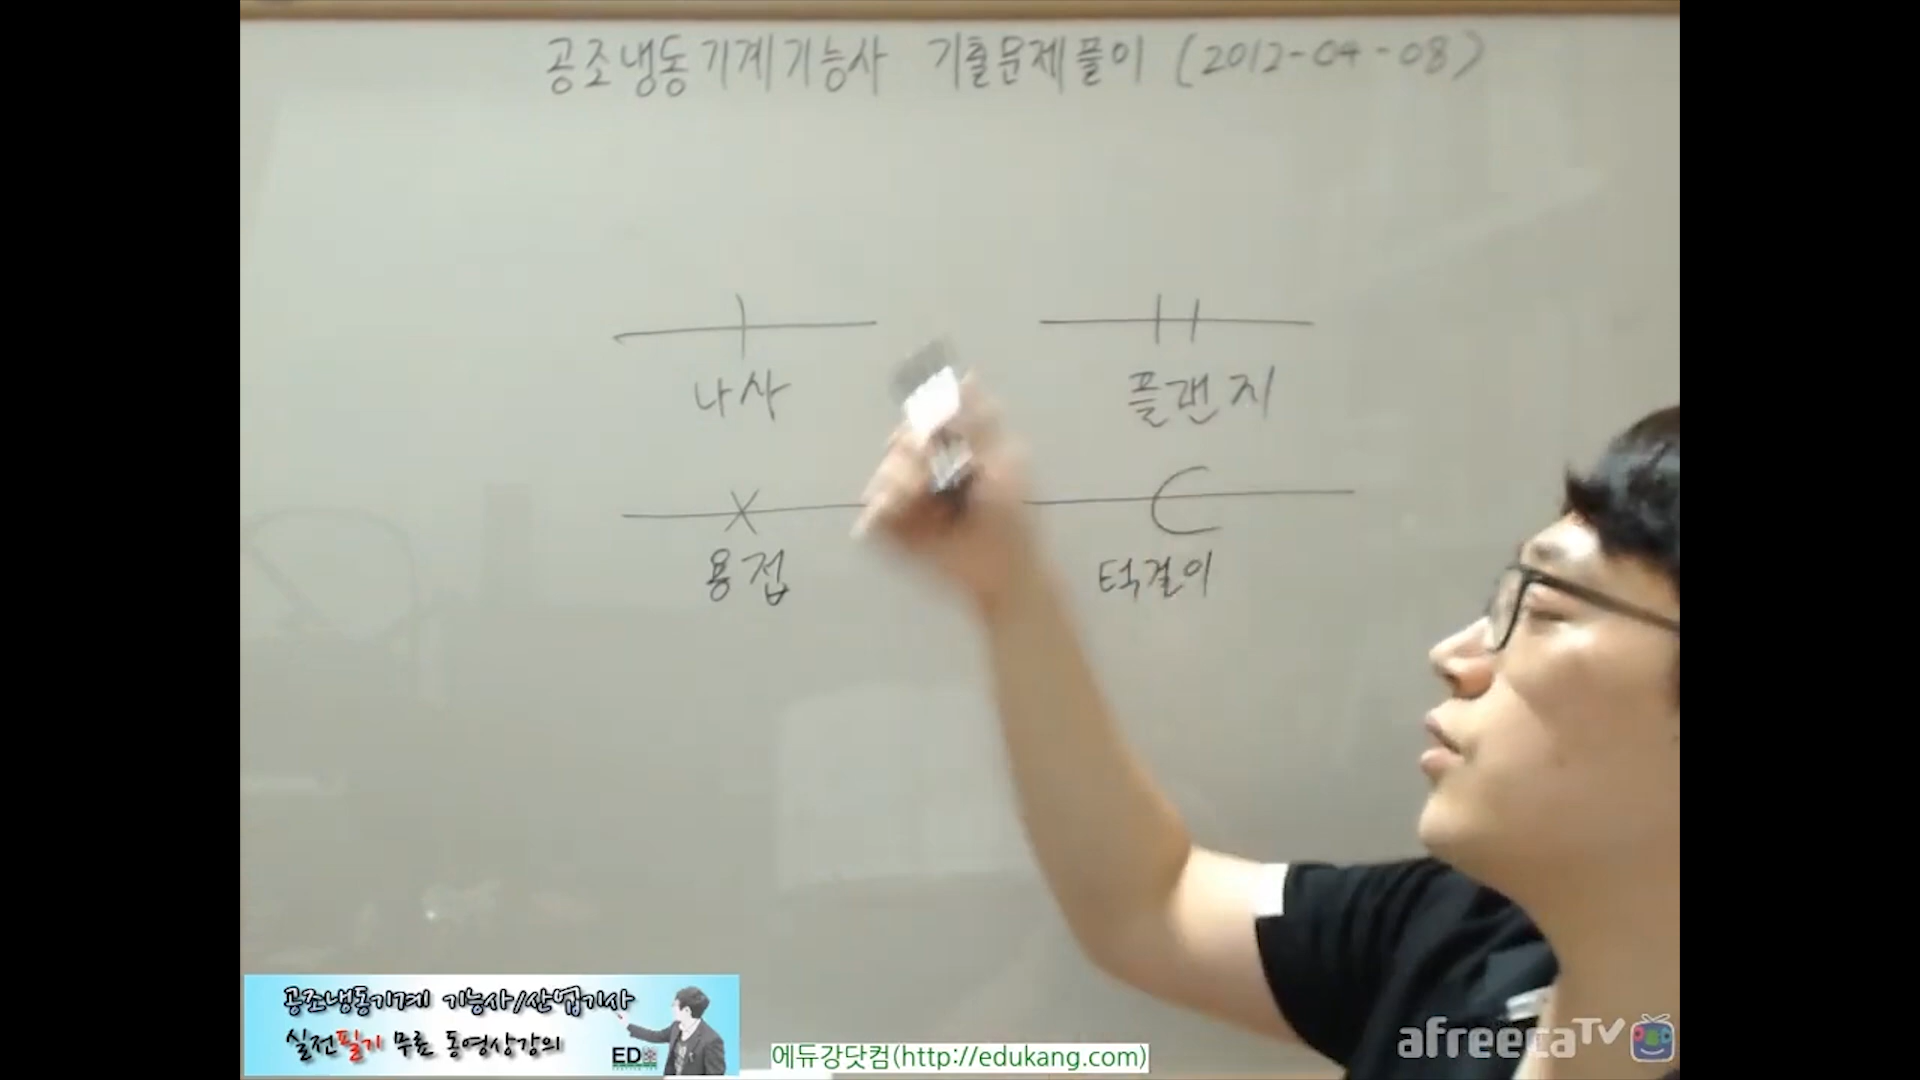 공조냉동기계기능사 기출문제풀이 (2012-04-08)
나사
플랜지
용접
턱걸이
공조냉동기계 기능사/산업기사
실전필기 무료 동영상강의
에듀강닷컴(http://edukang.com)
afreecaTV